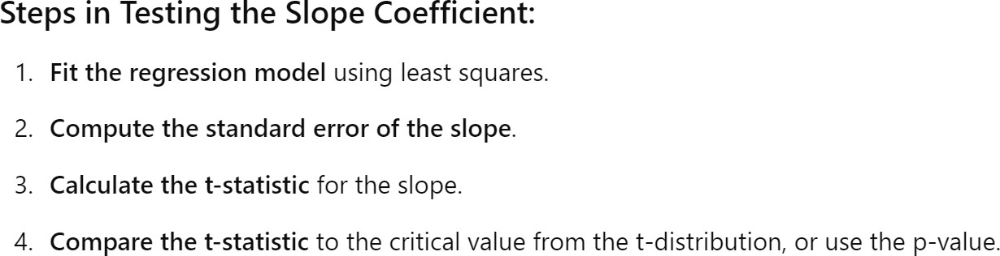 Steps in Testing the Slope Coefficient:
1. Fit the regression model using least squares.
2. Compute the standard error of the slope.
3. Calculate the t-statistic for the slope.
4. Compare the t-statistic to the critical value from the t-distribution, or use the p-value.